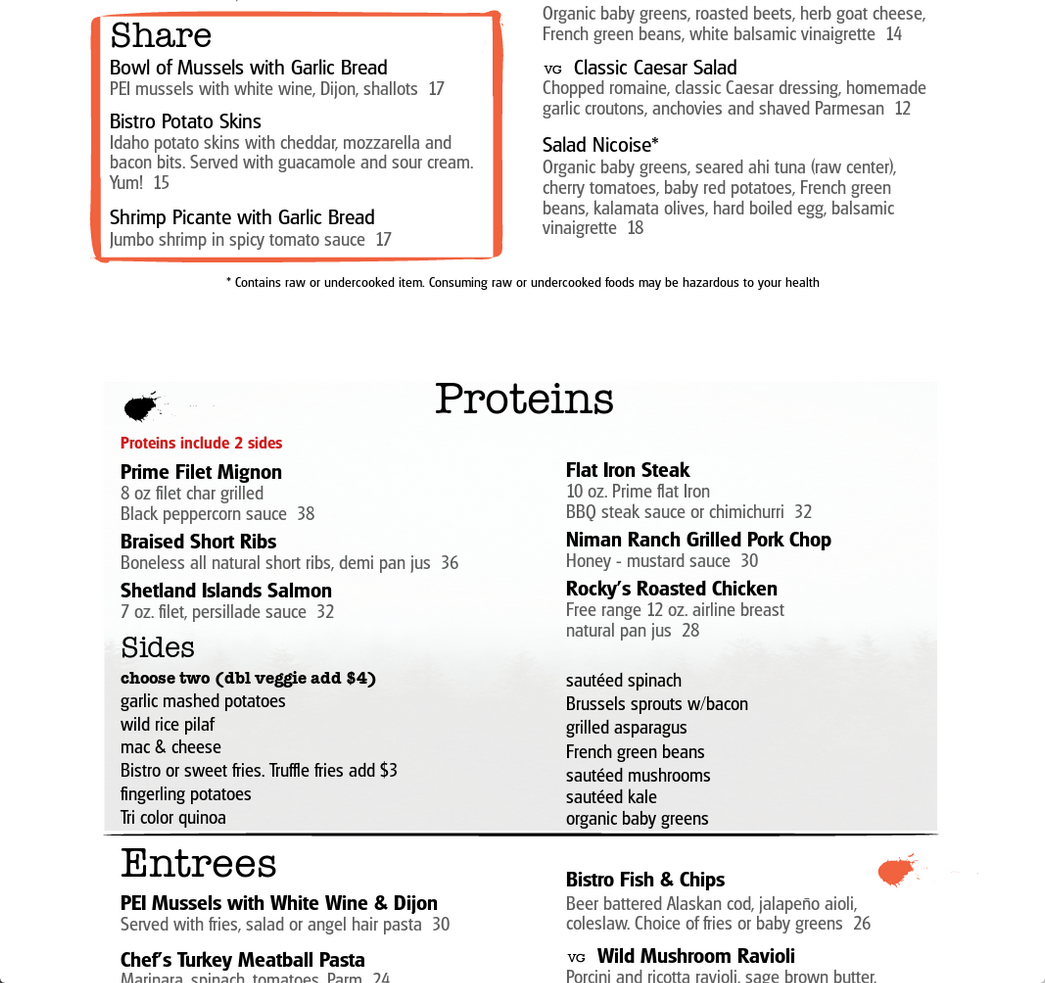 Share
Bowl of Mussels with Garlic Bread
PEI mussels with white wine, Dijon, shallots 17
Bistro Potato Skins
Idaho potato skins with cheddar, mozzarella and
bacon bits. Served with guacamole and sour cream.
Yum! 15
Shrimp Picante with Garlic Bread
Jumbo shrimp in spicy tomato sauce 17
Organic baby greens, roasted beets, herb goat cheese,
French green beans, white balsamic vinaigrette 14
VG Classic Caesar Salad
Chopped romaine, classic Caesar dressing, homemade
garlic croutons, anchovies and shaved Parmesan 12
Salad Nicoise*
Organic baby greens, seared ahi tuna (raw center),
cherry tomatoes, baby red potatoes, French green
beans, kalamata olives, hard boiled egg, balsamic
vinaigrette 18
* Contains raw or undercooked item. Consuming raw or undercooked foods may be hazardous to your health
Proteins
Proteins include 2 sides
Prime Filet Mignon
8 oz filet char grilled
Black peppercorn sauce 38
Braised Short Ribs
Boneless all natural short ribs, demi pan jus 36
Shetland Islands Salmon
7 oz. filet, persillade sauce 32
Flat Iron Steak
10 oz. Prime flat Iron
BBQ steak sauce or chimichurri 32
Niman Ranch Grilled Pork Chop
Honey - mustard sauce 30
Rocky's Roasted Chicken
Free range 12 oz. airline breast
natural pan jus 28
Sides
choose two (dbl veggie add $4)
garlic mashed potatoes
wild rice pilaf
mac & cheese
Bistro or sweet fries. Truffle fries add $3
fingerling potatoes
Tri color quinoa
sautéed spinach
Brussels sprouts w/bacon
grilled asparagus
French green beans
sautéed mushrooms
sautéed kale
organic baby greens
Entrees
PEI Mussels with White Wine & Dijon
Served with fries, salad or angel hair pasta 30
Chef's Turkey Meatball Pasta
Marinara, spinach, tomatoes, Parm 24
Bistro Fish & Chips
Beer battered Alaskan cod, jalapeño aioli,
coleslaw. Choice of fries or baby greens 26
VG Wild Mushroom Ravioli
Porcini and ricotta ravioli, sage brown butter,